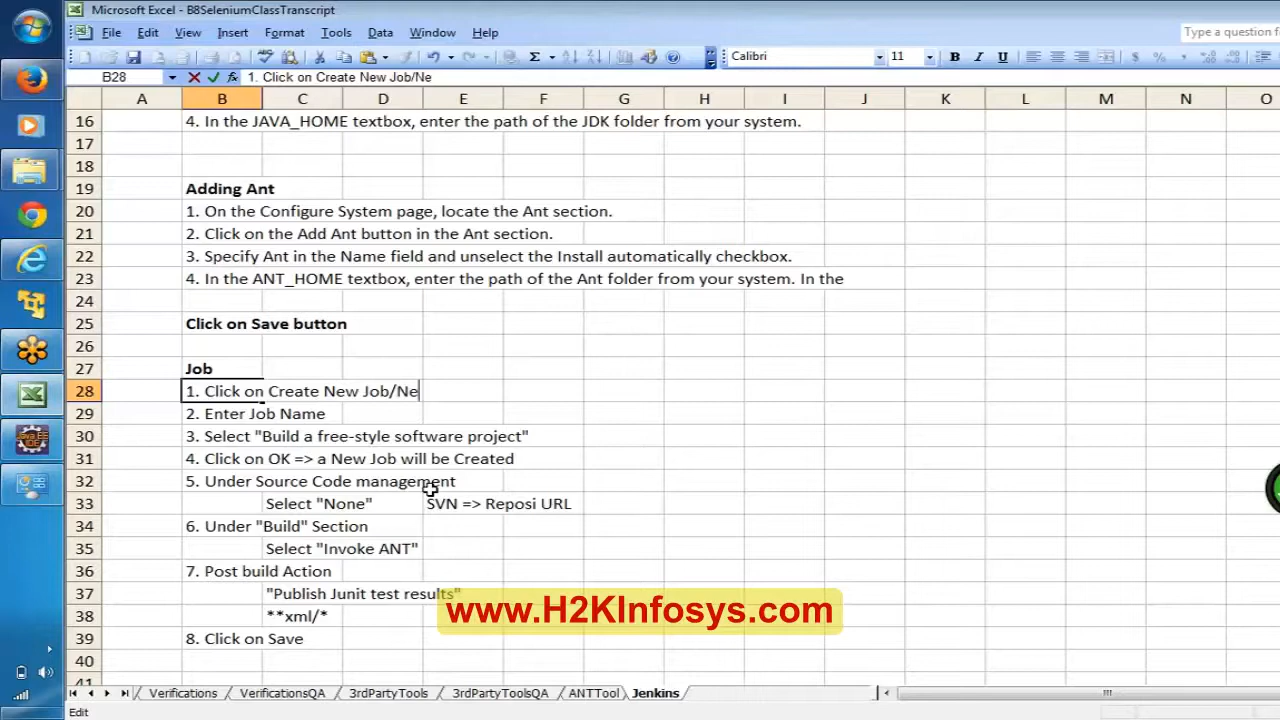 Microsoft Excel - B8SeleniumClassTranscript
File Edit View Insert Format Tools Data Window Help
Type a question f
Calibri 11 B I U $ %
B28 fx 1. Click on Create New Job/Ne
A B C D E F G H I J K L M N O
16 4. In the JAVA_HOME textbox, enter the path of the JDK folder from your system.
17
18
19 Adding Ant
20 1. On the Configure System page, locate the Ant section.
21 2. Click on the Add Ant button in the Ant section.
22 3. Specify Ant in the Name field and unselect the Install automatically checkbox.
23 4. In the ANT_HOME textbox, enter the path of the Ant folder from your system. In the
24
25 Click on Save button
26
27 Job
28 1. Click on Create New Job/Ne
29 2. Enter Job Name
30 3. Select "Build a free-style software project"
31 4. Click on OK => a New Job will be Created
32 5. Under Source Code management
33 Select "None" SVN => Reposi URL
34 6. Under "Build" Section
35 Select "Invoke ANT"
36 7. Post build Action
37 "Publish Junit test results"
38 **xml/*
www.H2KInfosys.com
39 8. Click on Save
40
41
Verifications VerificationsQA 3rdPartyTools 3rdPartyToolsQA ANTTool Jenkins
Edit